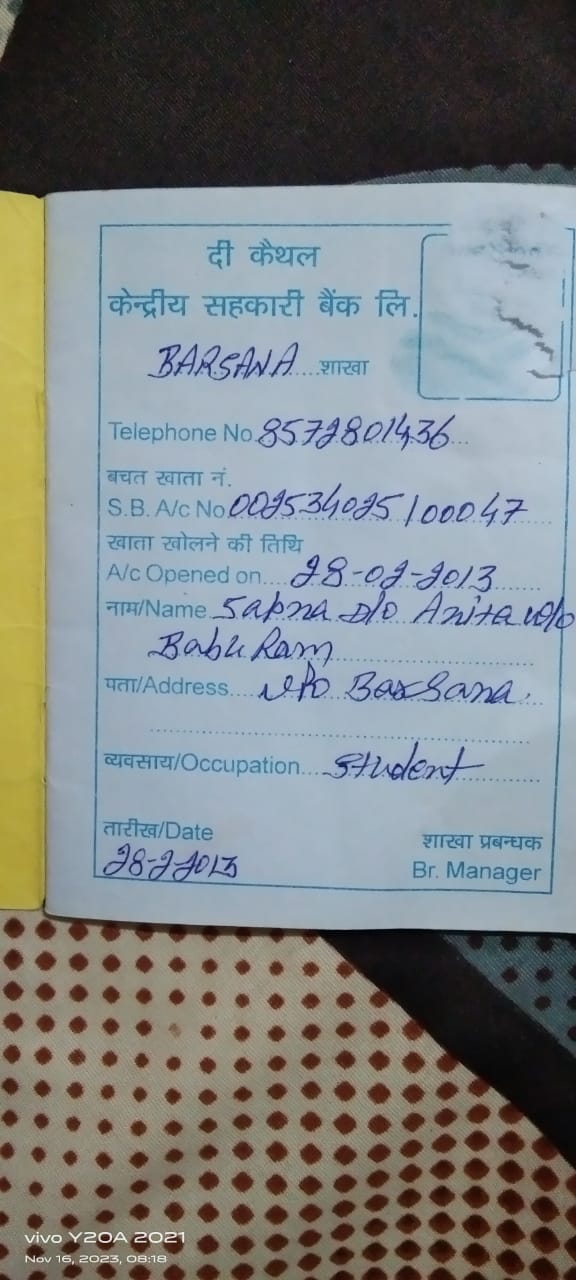 दी कैथल
केन्द्रीय सहकारी बैंक लि.
BARSANA शाखा
Telephone No. 8572801436
बचत खाता नं.
S.B. A/c No. 002534025100047
खाता खोलने की तिथि
A/c Opened on.... 28-02-2013
नाम/Name Sapna D/o Anita w/o
Babu Ram
पता/Address.... v/o Barsana.
व्यवसाय/Occupation.... Student
तारीख/Date
28-2-2013
शाखा प्रबन्धक
Br. Manager
vivo Y20A 2021
Nov 16, 2023, 08:18